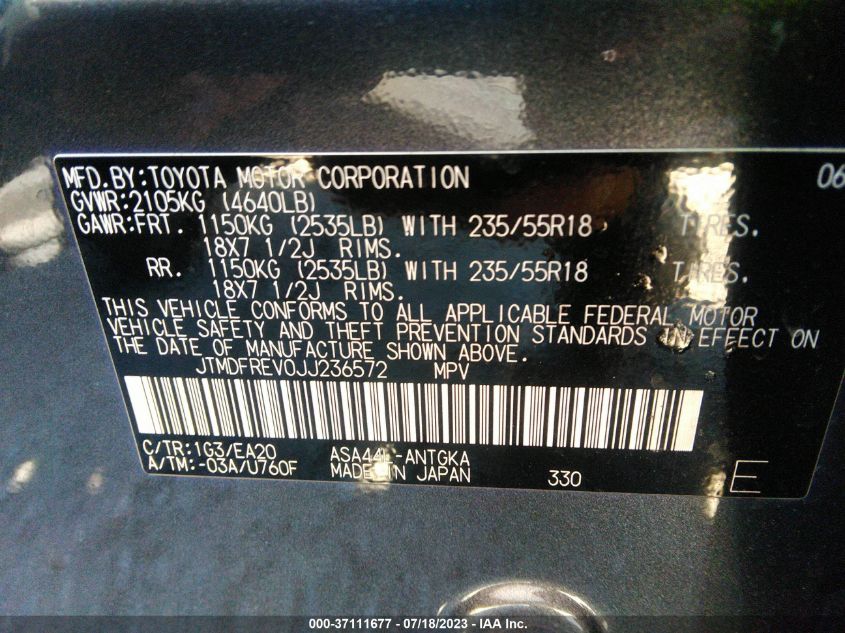 MFD.BY:TOYOTA MOTOR CORPORATION 06
GVWR:2105KG (4640LB)
GAWR:FRT. 1150KG (2535LB) WITH 235/55R18 TIRES.
18X7 1/2J RIMS.
RR. 1150KG (2535LB) WITH 235/55R18 TIRES.
18X7 1/2J RIMS.
THIS VEHICLE CONFORMS TO ALL APPLICABLE FEDERAL MOTOR
VEHICLE SAFETY AND THEFT PREVENTION STANDARDS IN EFFECT ON
THE DATE OF MANUFACTURE SHOWN ABOVE.
JTMDFREV0JJ236572 MPV
C/TR:1G3/EA20 ASA44L-ANTGKA
A/TM:-03A/U760F MADE IN JAPAN 330 E
000-37111677 - 07/18/2023 - IAA Inc.